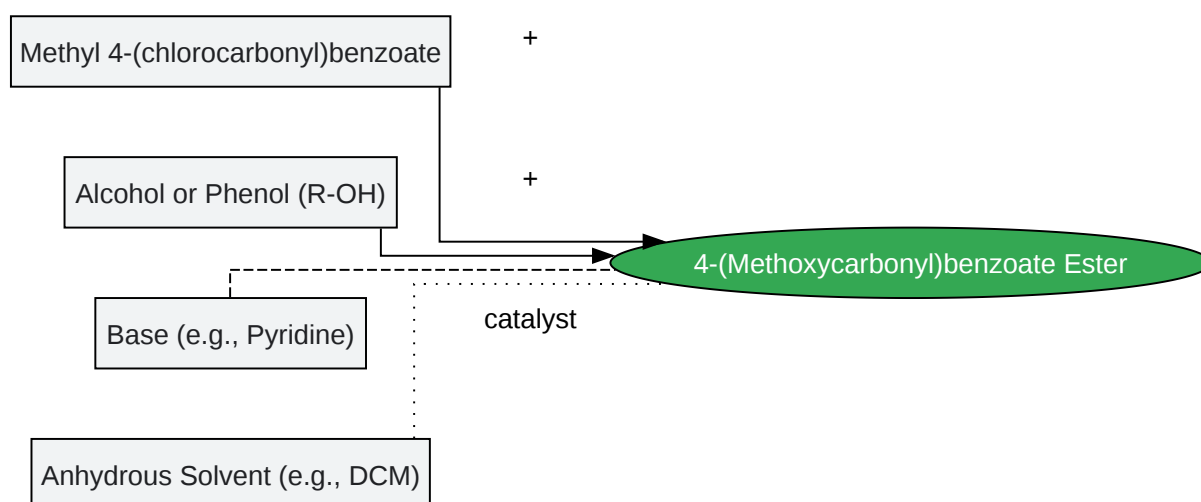 Methyl 4-(chlorocarbonyl)benzoate
+
Alcohol or Phenol (R-OH)
+
4-(Methoxycarbonyl)benzoate Ester
Base (e.g., Pyridine)
catalyst
Anhydrous Solvent (e.g., DCM)